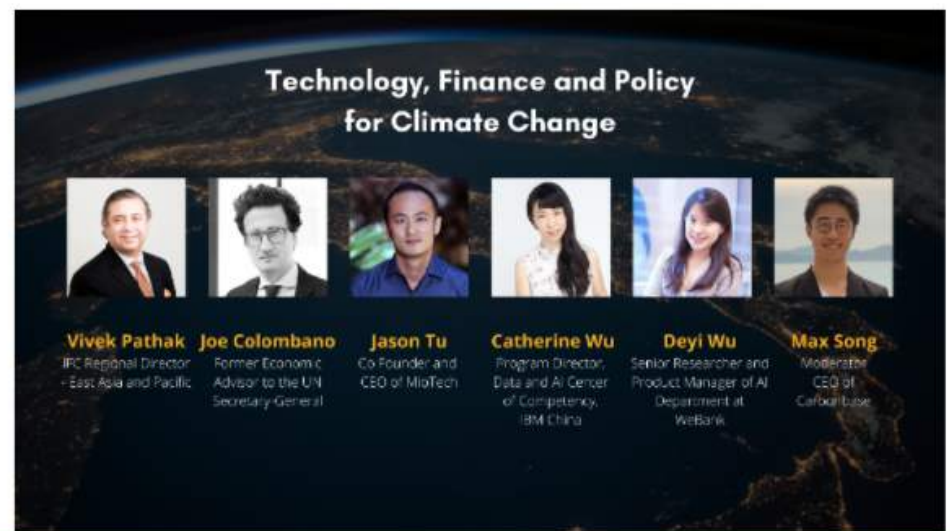 Technology, Finance and Policy
for Climate Change
Vivek Pathak
IFC Regional Director
- East Asia and Pacific
Joe Colombano
Former Economic
Advisor to the UN
Secretary-General
Jason Tu
Co Founder and
CEO of MioTech
Catherine Wu
Program Director,
Data and AI Center
of Competency,
IBM China
Deyi Wu
Senior Researcher and
Product Manager of AI
Department at
WeBank
Max Song
Moderator
CEO of
Carbonbase